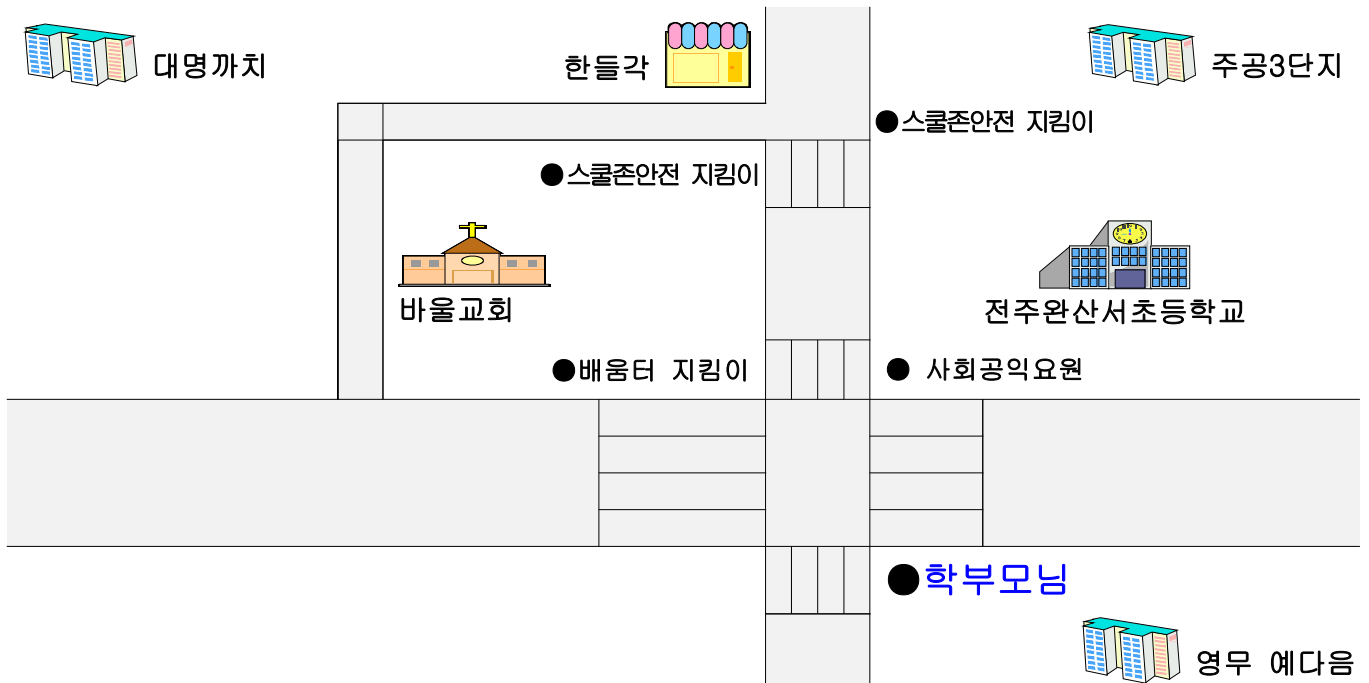 대명까치
한들각
주공3단지
●스쿨존안전 지킴이
●스쿨존안전 지킴이
바울교회
전주완산서초등학교
●배움터 지킴이
● 사회공익요원
●학부모님
영무 예다음